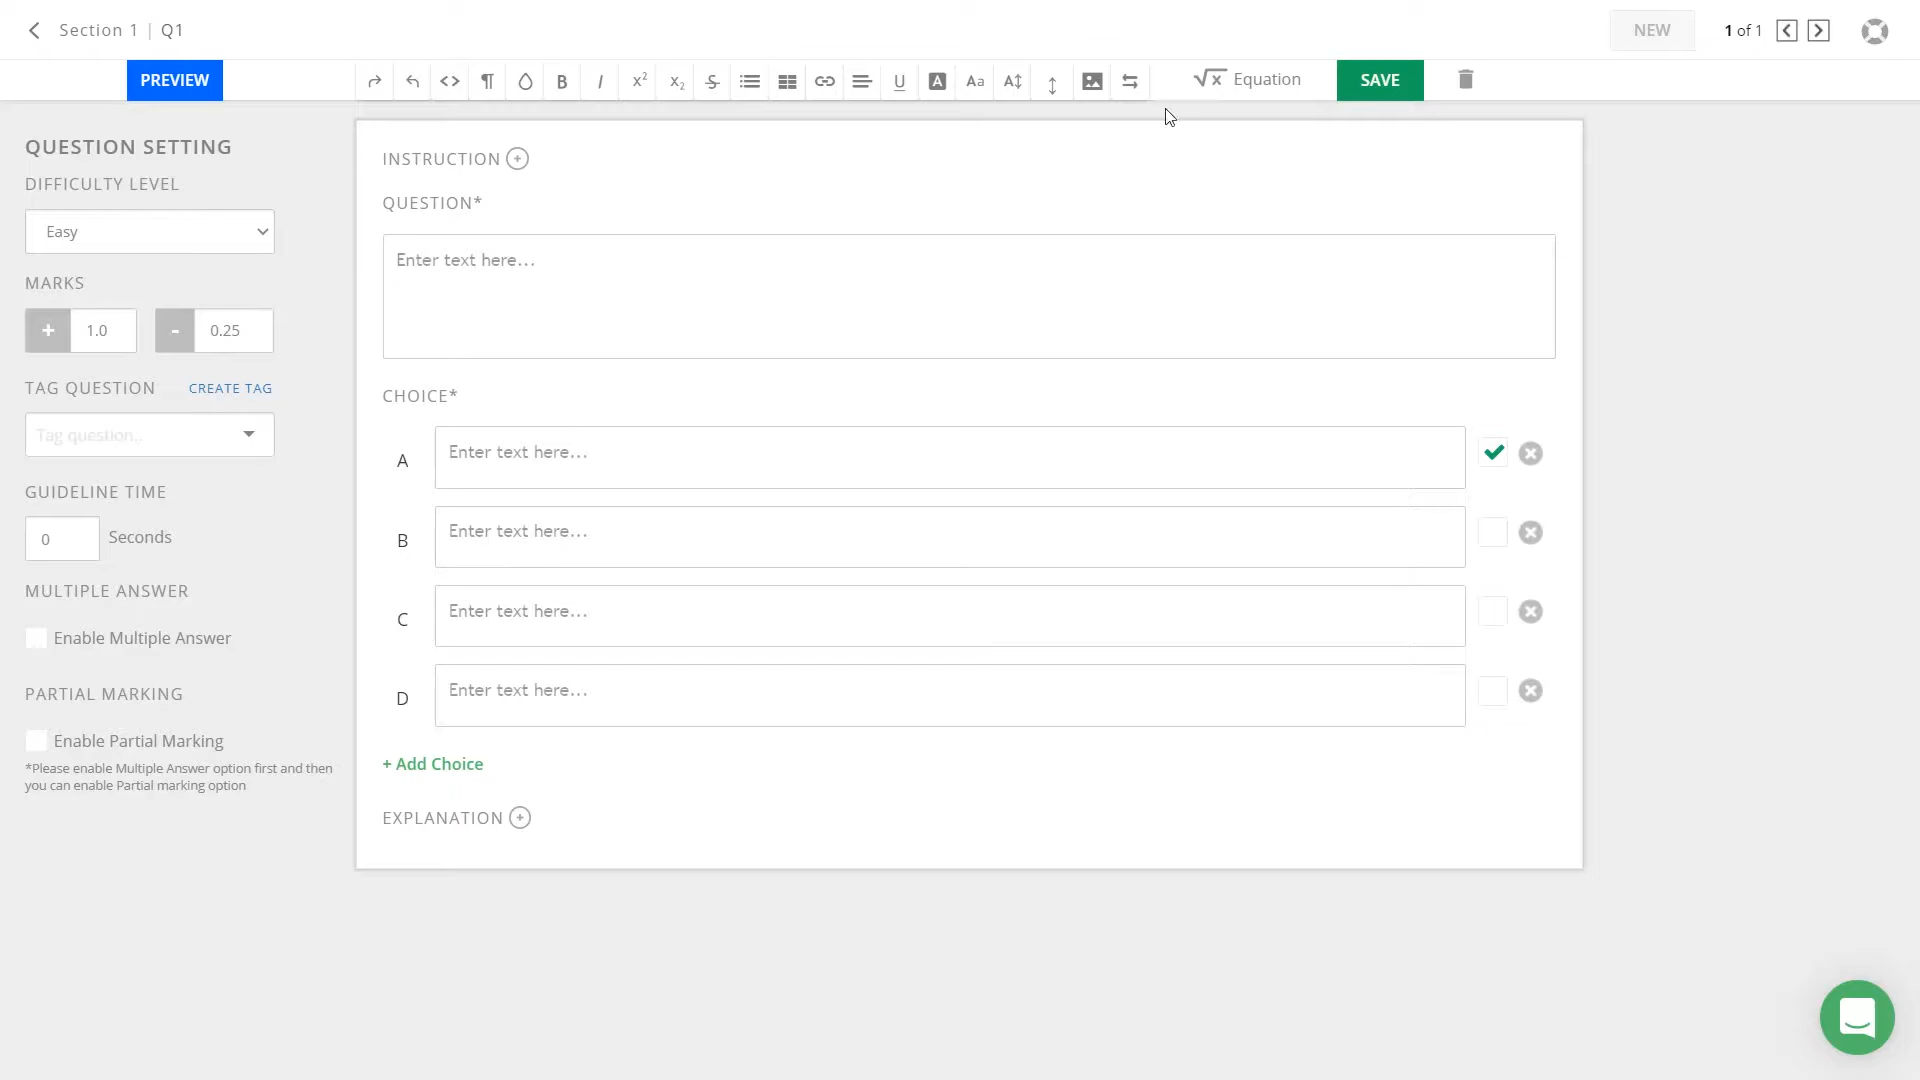 Section 1 | Q1
NEW
1 of 1
PREVIEW
Equation
SAVE
QUESTION SETTING
DIFFICULTY LEVEL
Easy
MARKS
+ 1.0 - 0.25
TAG QUESTION CREATE TAG
Tag question..
GUIDELINE TIME
0 Seconds
MULTIPLE ANSWER
Enable Multiple Answer
PARTIAL MARKING
Enable Partial Marking
*Please enable Multiple Answer option first and then
you can enable Partial marking option
INSTRUCTION
QUESTION*
Enter text here...
CHOICE*
A Enter text here...
B Enter text here...
C Enter text here...
D Enter text here...
+ Add Choice
EXPLANATION